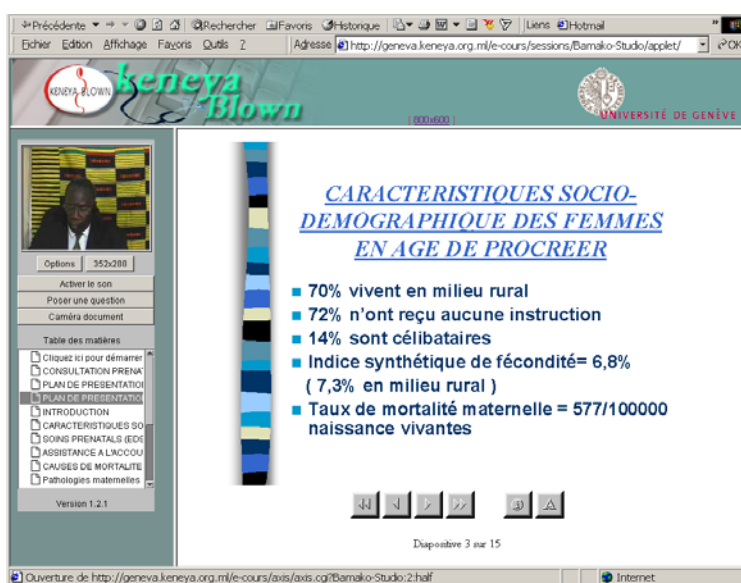 Précédente
Rechercher Favoris Historique Liens Hotmail »
Fichier Edition Affichage Favoris Outils ? Adresse http://geneva.keneya.org.ml/e-cours/sessions/Bamako-Studio/applet/ OK
KENEYA BLOWN
keneya
Blown
| 800x600 |
UNIVERSITÉ DE GENÈVE
Options 352x288
Activer le son
Poser une question
Caméra document
Table des matières
Cliquez ici pour démarrer
CONSULTATION PRENAT
PLAN DE PRESENTATIO
PLAN DE PRESENTATIO
INTRODUCTION
CARACTERISTIQUES SO
SOINS PRENATALS (EDS
ASSISTANCE A L'ACCOU
CAUSES DE MORTALITE
Pathologies maternelles
Version 1.2.1
CARACTERISTIQUES SOCIO-
DEMOGRAPHIQUE DES FEMMES
EN AGE DE PROCREER
70% vivent en milieu rural
72% n'ont reçu aucune instruction
14% sont célibataires
Indice synthétique de fécondité= 6,8%
( 7,3% en milieu rural )
Taux de mortalité maternelle = 577/100000
naissance vivantes
Diapositive 3 sur 15
Ouverture de http://geneva.keneya.org.ml/e-cours/axis/axis.cgi?Bamako-Studio:2:half Internet